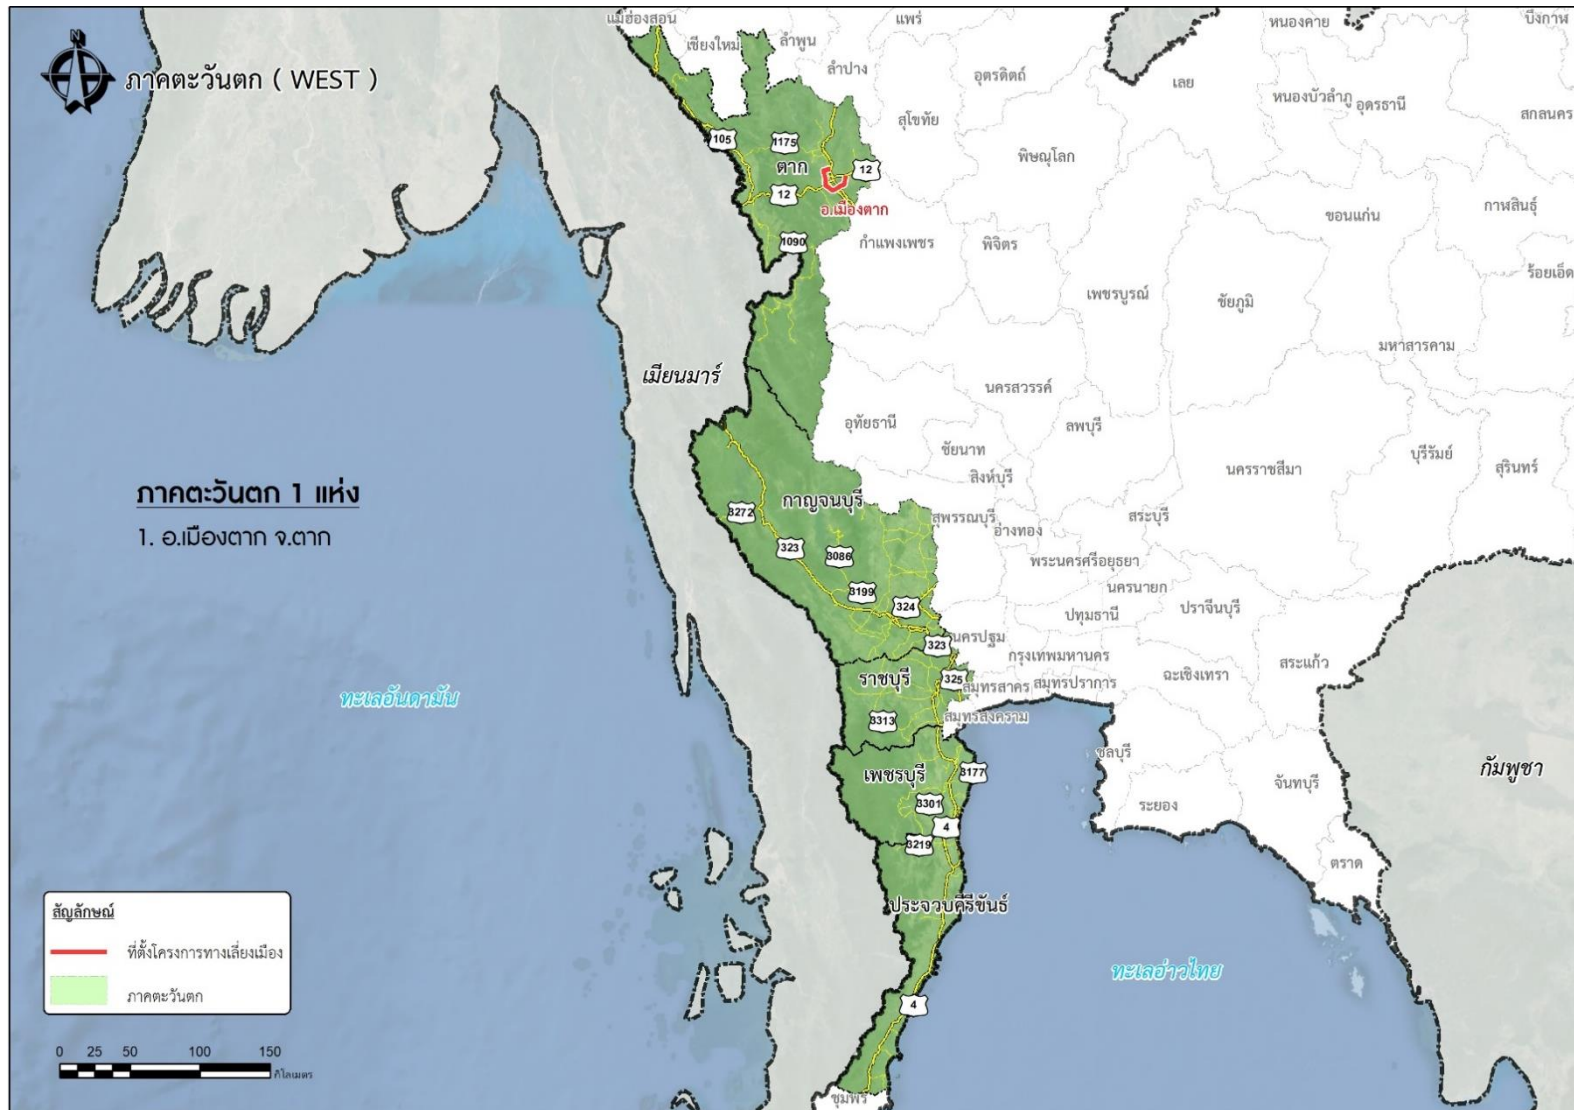 N
ภาคตะวันตก ( WEST )
แม่ฮ่องสอน
เชียงใหม่
ลำพูน
แพร่
ลำปาง
อุตรดิตถ์
เลย
หนองคาย
บึงกาฬ
หนองบัวลำภู
อุดรธานี
สกลนคร
สุโขทัย
พิษณุโลก
105
1175
ตาก
12
12
อ.เมืองตาก
1090
กำแพงเพชร
พิจิตร
ขอนแก่น
กาฬสินธุ์
ร้อยเอ็ด
เพชรบูรณ์
ชัยภูมิ
มหาสารคาม
เมียนมาร์
นครสวรรค์
อุทัยธานี
ชัยนาท
ลพบุรี
สิงห์บุรี
นครราชสีมา
บุรีรัมย์
สุรินทร์
ภาคตะวันตก 1 แห่ง
1. อ.เมืองตาก จ.ตาก
กาญจนบุรี
3272
323
3086
3199
324
323
สุพรรณบุรี
อ่างทอง
สระบุรี
พระนครศรีอยุธยา
นครนายก
ปทุมธานี
ปราจีนบุรี
นครปฐม
กรุงเทพมหานคร
สระแก้ว
ฉะเชิงเทรา
ราชบุรี
325
สมุทรสาคร
สมุทรปราการ
3313
สมุทรสงคราม
ทะเลอันดามัน
เพชรบุรี
3177
ชลบุรี
จันทบุรี
กัมพูชา
3301
4
ระยอง
3219
ตราด
ประจวบคีรีขันธ์
ทะเลอ่าวไทย
4
ชุมพร
สัญลักษณ์
ที่ตั้งโครงการทางเลี่ยงเมือง
ภาคตะวันตก
0 25 50 100 150
กิโลเมตร